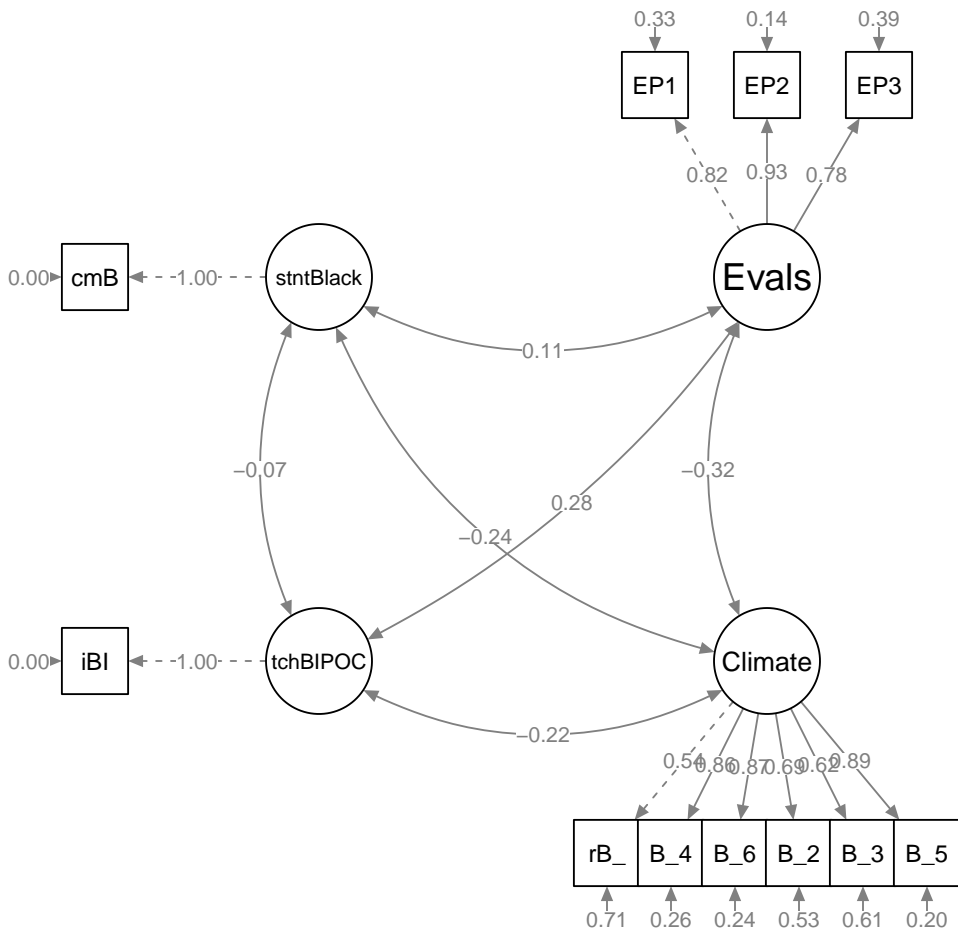 0.33 0.14 0.39
EP1 EP2 EP3
0.82 0.93 0.78
0.00 cmB 1.00 stntBlack Evals
0.11
−0.07 −0.32
0.28
−0.24
0.00 iBI 1.00 tchBIPOC Climate
−0.22
0.54 0.86 0.87 0.69 0.62 0.89
rB_ B_4 B_6 B_2 B_3 B_5
0.71 0.26 0.24 0.53 0.61 0.20